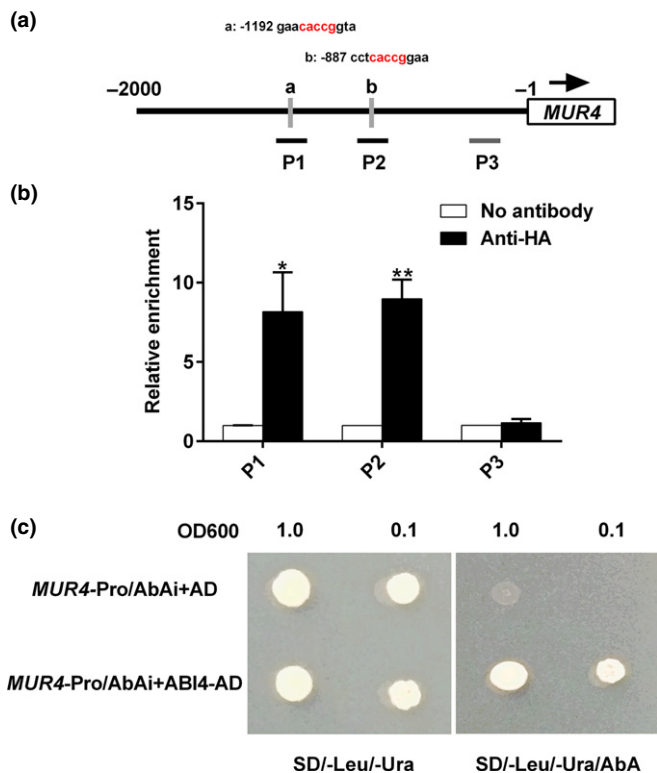 (a)
a: -1192 gaacaccggta
b: -887 cctcaccgggaa
–2000 a b –1
MUR4
P1 P2 P3
(b)
15
10
5
0
Relative enrichment
No antibody
Anti-HA
* **
P1 P2 P3
(c)
OD600 1.0 0.1 1.0 0.1
MUR4-Pro/AbAi+AD
MUR4-Pro/AbAi+ABI4-AD
SD/-Leu/-Ura SD/-Leu/-Ura/AbA